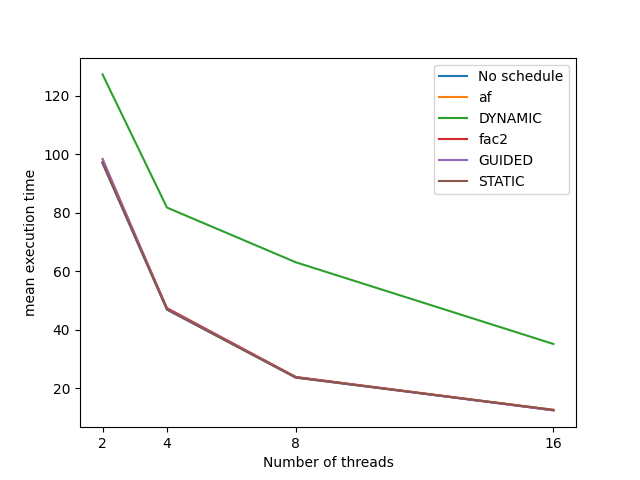 No schedule
af
DYNAMIC
fac2
GUIDED
STATIC
mean execution time
120
100
80
60
40
20
2 4 8 16
Number of threads